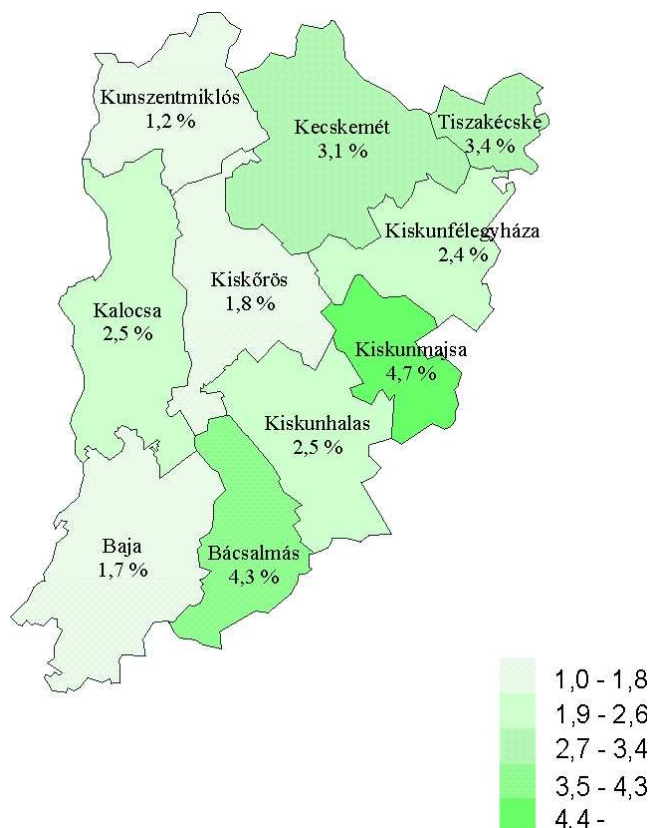 Kunszentmiklós
1,2 %
Kecskemét
3,1 %
Tiszakécske
3,4 %
Kiskunfélegyháza
2,4 %
Kiskőrös
1,8 %
Kalocsa
2,5 %
Kiskunmajsa
4,7 %
Kiskunhalas
2,5 %
Baja
1,7 %
Bácsalmás
4,3 %
1,0 - 1,8
1,9 - 2,6
2,7 - 3,4
3,5 - 4,3
4,4 -